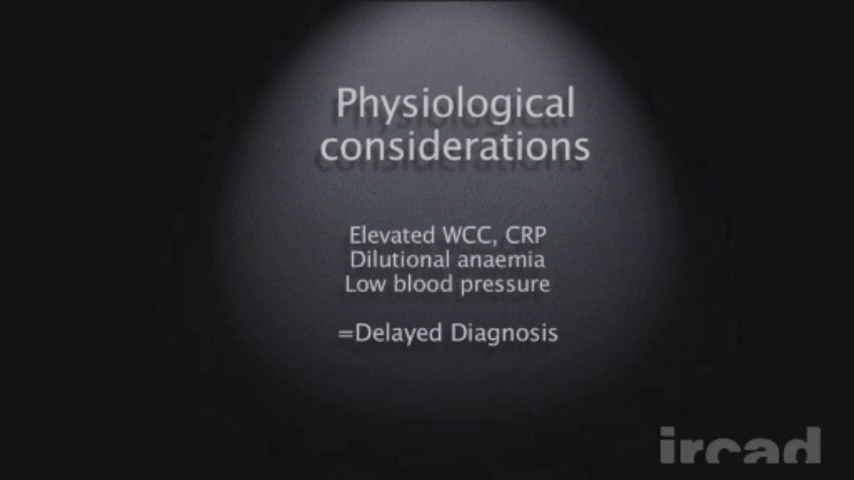 Physiological
considerations
Elevated WCC, CRP
Dilutional anaemia
Low blood pressure
=Delayed Diagnosis
ircad